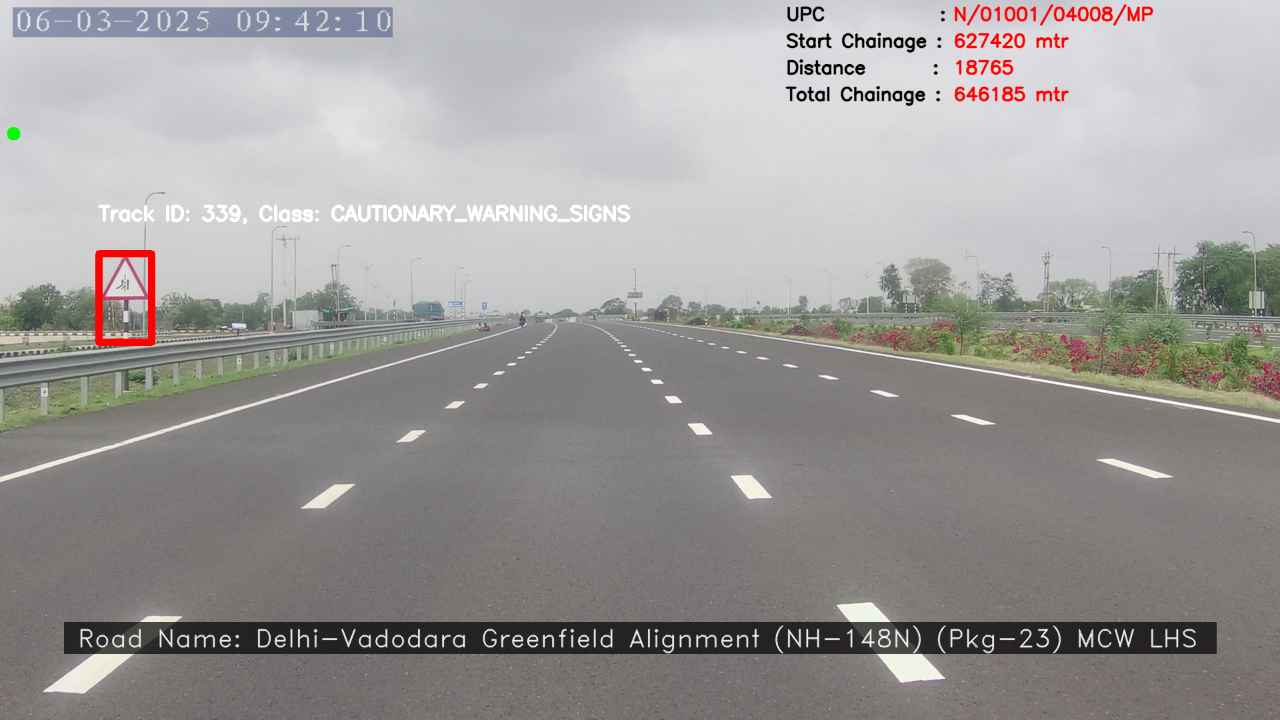 06-03-2025 09:42:10
UPC : N/01001/04008/MP
Start Chainage : 627420 mtr
Distance : 18765
Total Chainage : 646185 mtr
Track ID: 339, Class: CAUTIONARY_WARNING_SIGNS
Road Name: Delhi-Vadodara Greenfield Alignment (NH-148N) (Pkg-23) MCW LHS